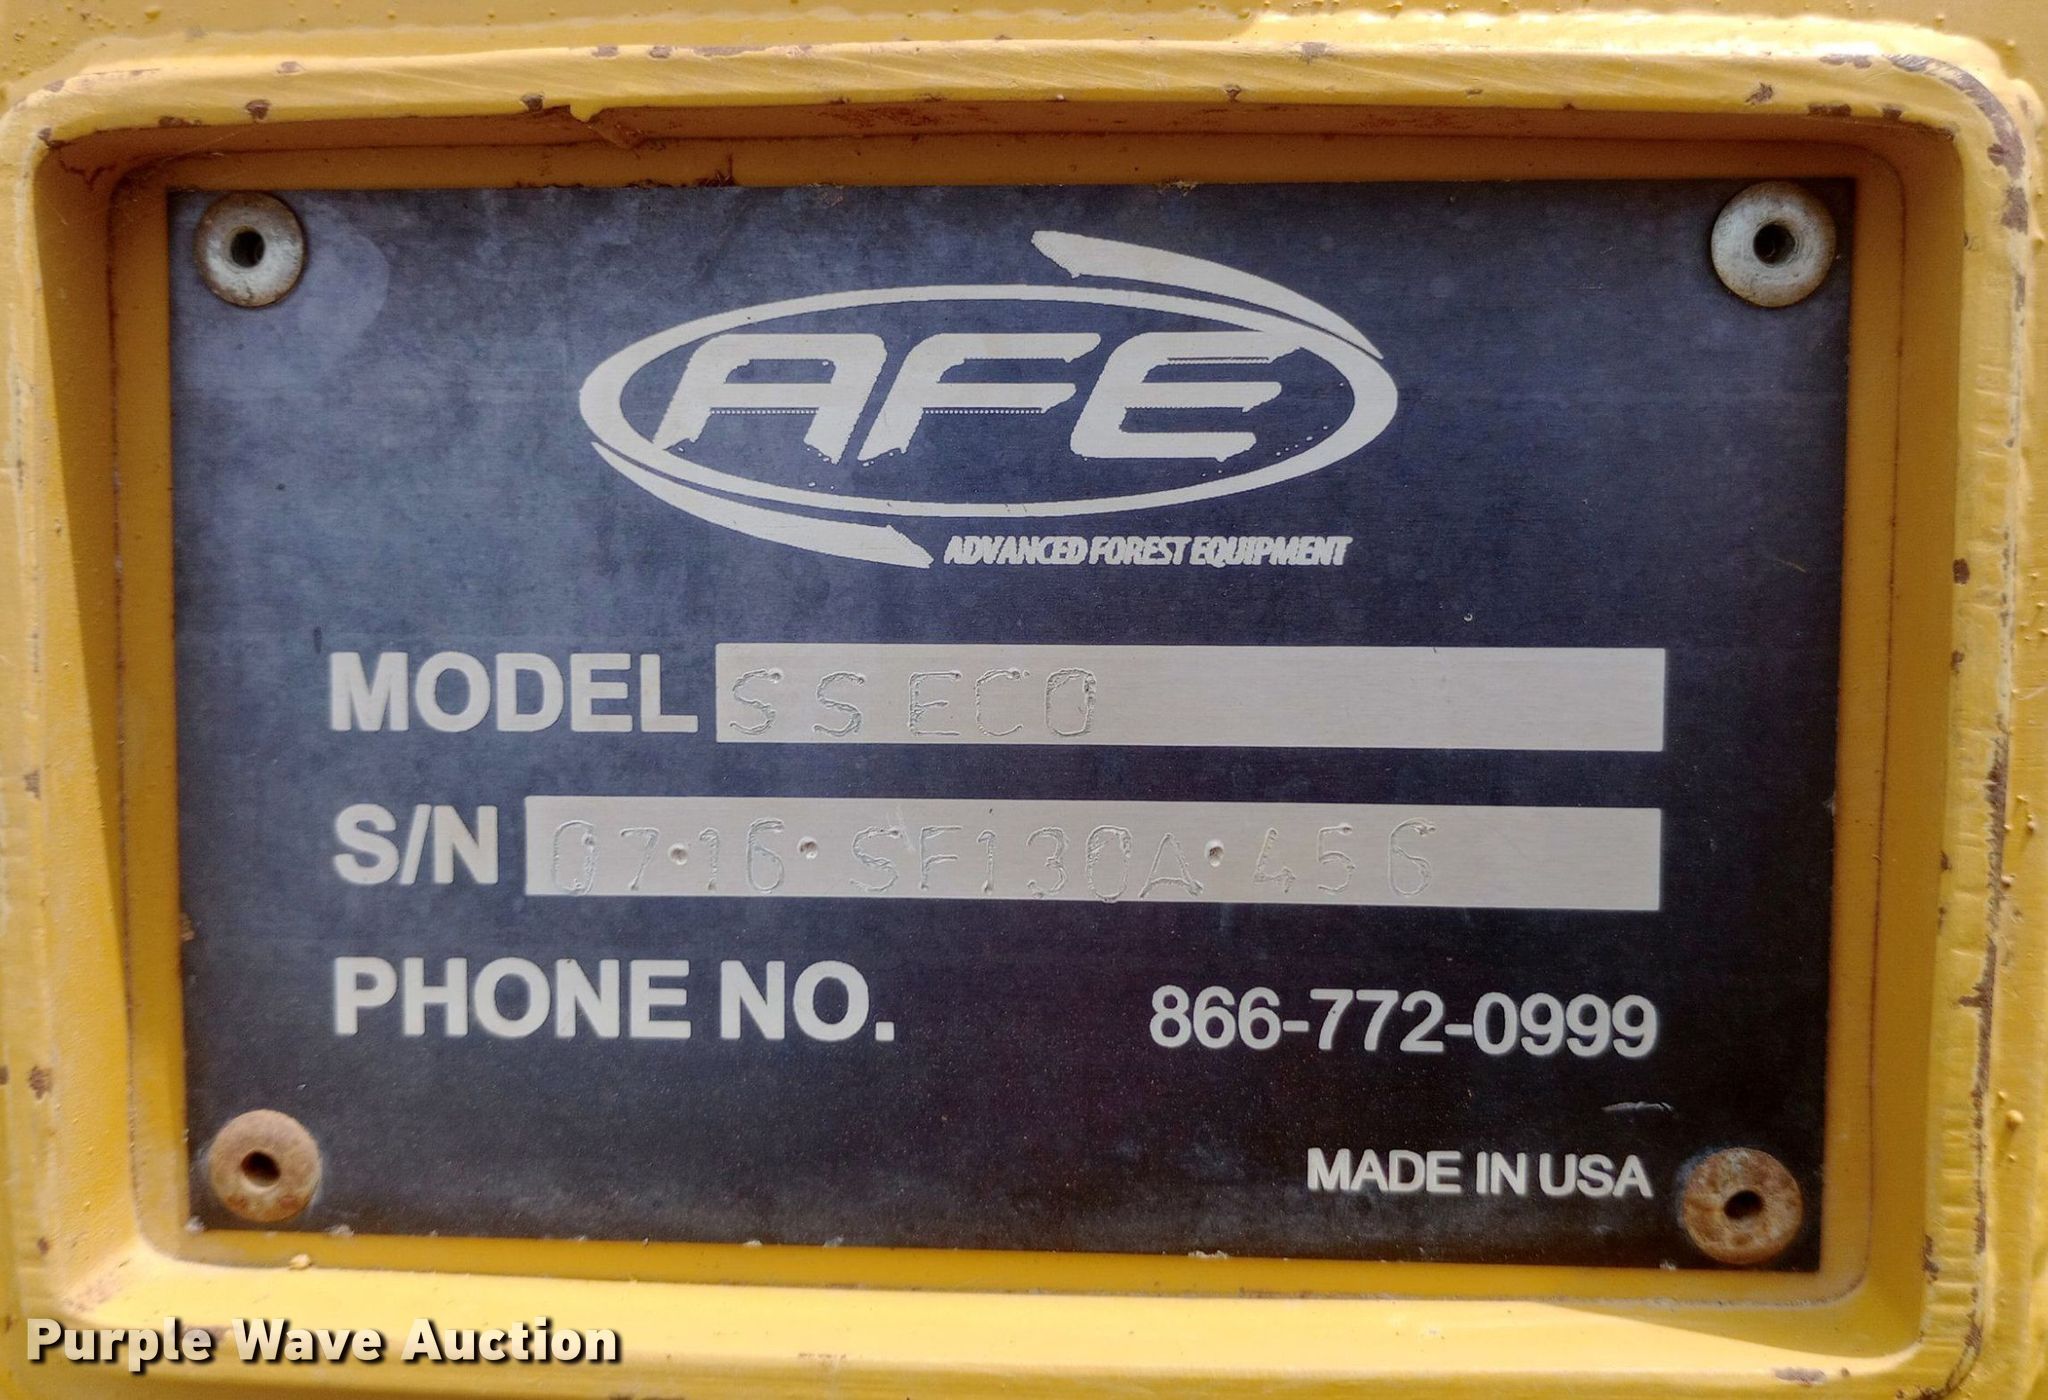 AFE
ADVANCED FOREST EQUIPMENT
MODEL SSECO
S/N 07·16·SF130A·456
PHONE NO. 866-772-0999
MADE IN USA
Purple Wave Auction